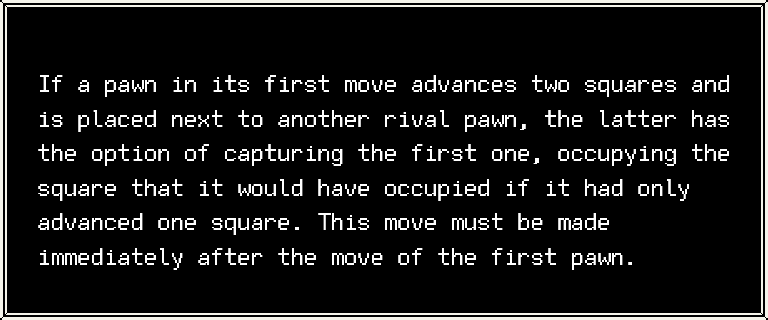 If a pawn in its first move advances two squares and
is placed next to another rival pawn, the latter has
the option of capturing the first one, occupying the
square that it would have occupied if it had only
advanced one square. This move must be made
immediately after the move of the first pawn.